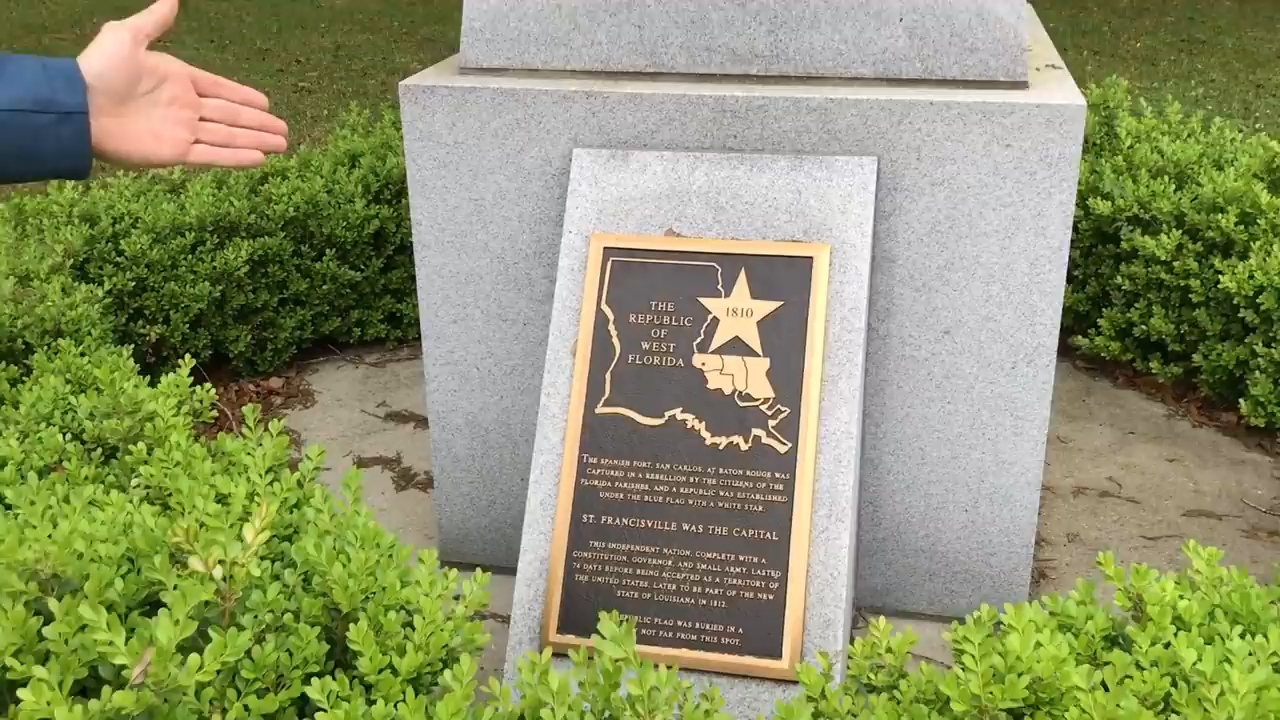 THE
REPUBLIC
OF
WEST
FLORIDA
1810
THE SPANISH FORT, SAN CARLOS, AT BATON ROUGE WAS
CAPTURED IN A REBELLION BY THE CITIZENS OF THE
FLORIDA PARISHES, AND A REPUBLIC WAS ESTABLISHED
UNDER THE BLUE FLAG WITH A WHITE STAR.
ST. FRANCISVILLE WAS THE CAPITAL
THIS INDEPENDENT NATION, COMPLETE WITH A
CONSTITUTION, GOVERNOR, AND SMALL ARMY, LASTED
74 DAYS BEFORE BEING ACCEPTED AS A TERRITORY OF
THE UNITED STATES, LATER TO BE PART OF THE NEW
STATE OF LOUISIANA IN 1812.
REPUBLIC FLAG WAS BURIED IN A
NOT FAR FROM THIS SPOT.